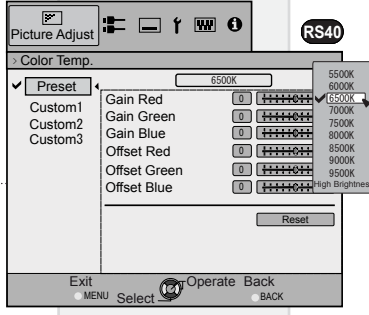 Picture Adjust
RS40
> Color Temp.
Preset
Custom1
Custom2
Custom3
6500K
Gain Red 0
Gain Green 0
Gain Blue 0
Offset Red 0
Offset Green 0
Offset Blue 0
Reset
5500K
6000K
6500K
7000K
7500K
8000K
8500K
9000K
9500K
High Brightnes
Exit
MENU
Select
Operate
Back
BACK